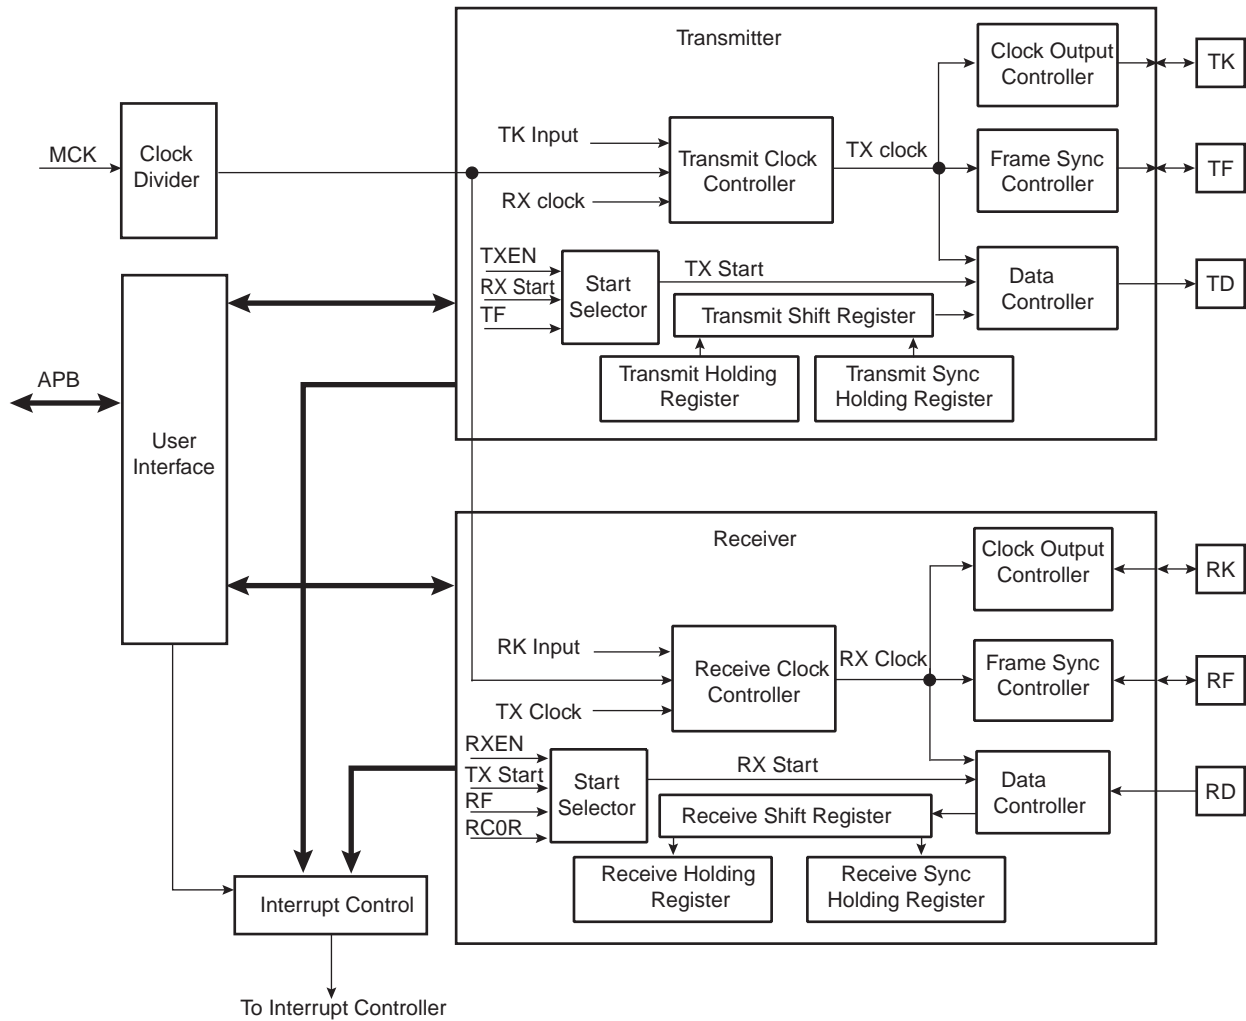 Transmitter
Clock Output
Controller
TK
MCK
Clock
Divider
TK Input
Transmit Clock
Controller
RX clock
TX clock
Frame Sync
Controller
TF
TXEN
RX Start
TF
Start
Selector
TX Start
Data
Controller
TD
Transmit Shift Register
Transmit Holding
Register
Transmit Sync
Holding Register
APB
User
Interface
Receiver
Clock Output
Controller
RK
RK Input
Receive Clock
Controller
TX Clock
RX Clock
Frame Sync
Controller
RF
RXEN
TX Start
RF
RC0R
Start
Selector
RX Start
Data
Controller
RD
Receive Shift Register
Receive Holding
Register
Receive Sync
Holding Register
Interrupt Control
To Interrupt Controller